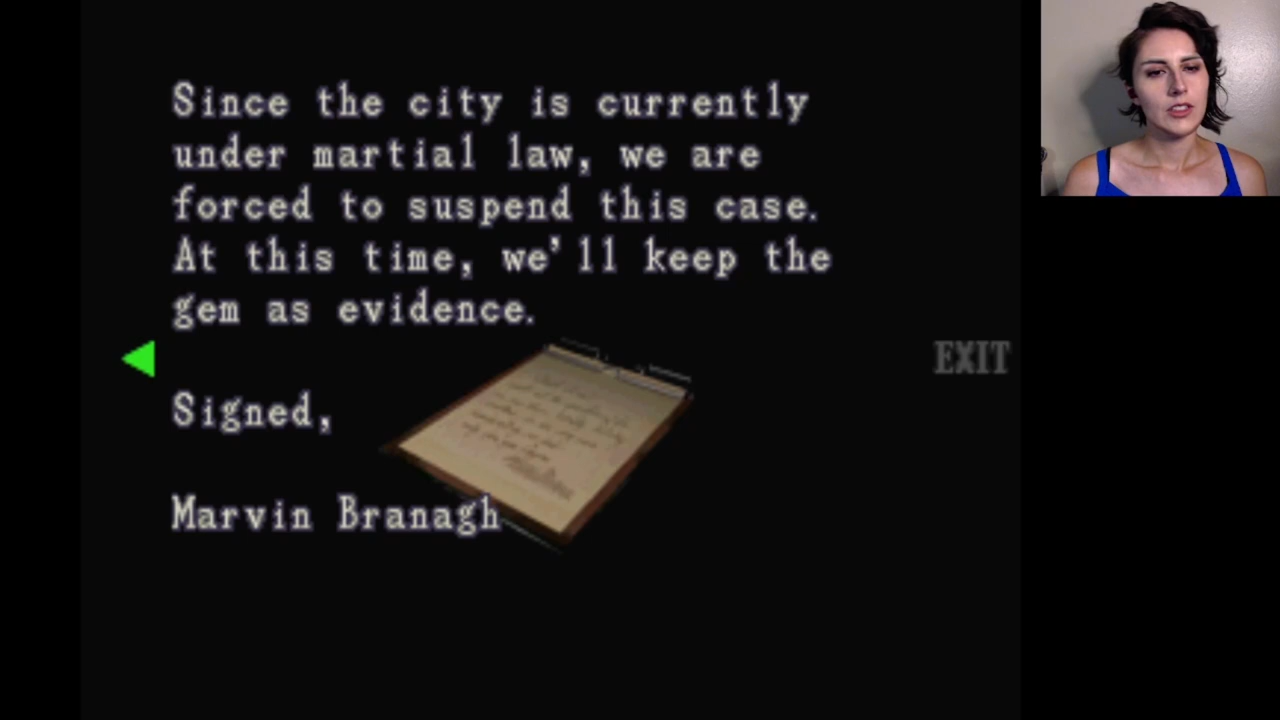 Since the city is currently
under martial law, we are
forced to suspend this case.
At this time, we'll keep the
gem as evidence.
EXIT
Signed,
Marvin Branagh